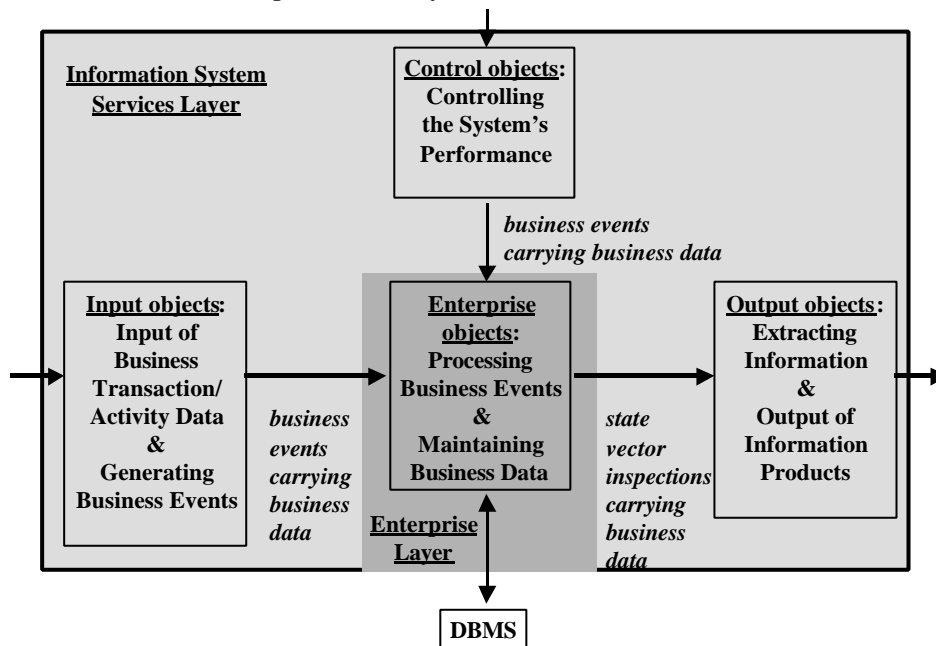 Information System
Services Layer
Control objects:
Controlling
the System's
Performance
business events
carrying business data
Input objects:
Input of
Business
Transaction/
Activity Data
&
Generating
Business Events
business
events
carrying
business
data
Enterprise
objects:
Processing
Business Events
&
Maintaining
Business Data
Enterprise
Layer
state
vector
inspections
carrying
business
data
Output objects:
Extracting
Information
&
Output of
Information
Products
DBMS